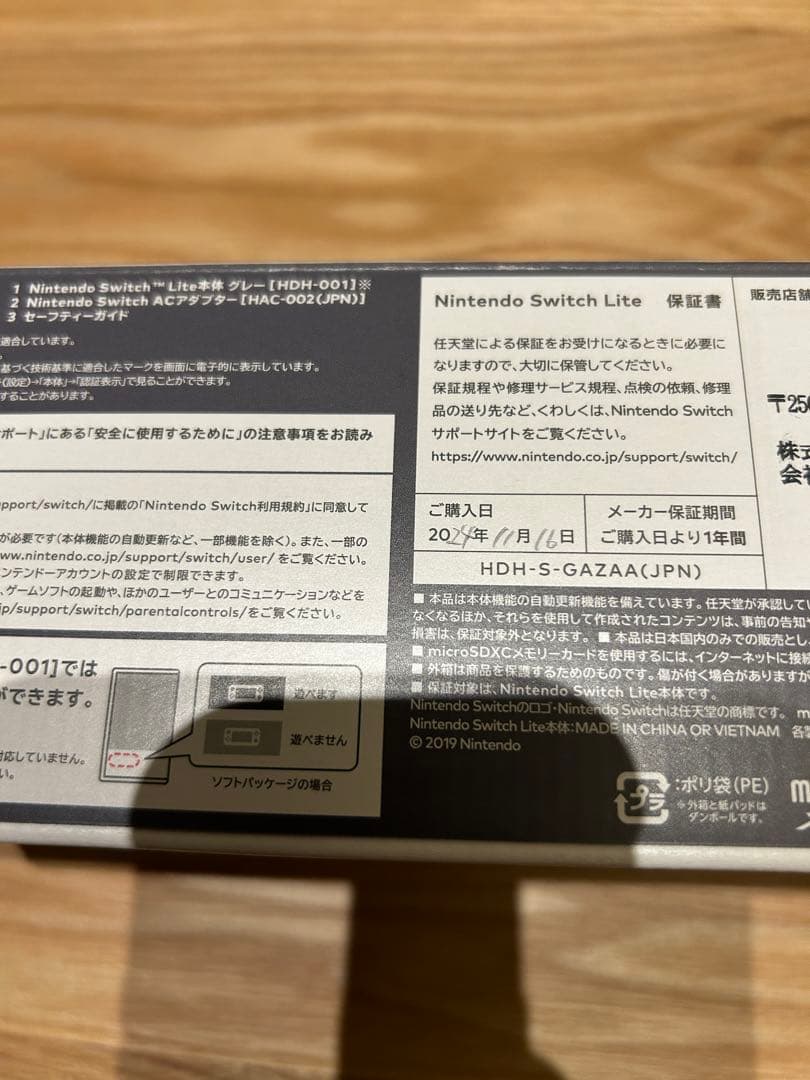 1 Nintendo Switch™ Lite本体 グレー[HDH-001]※
2 Nintendo Switch ACアダプター[HAC-002(JPN)]
3 セーフティーガイド
適合しています。
基づく技術基準に適合したマークを画面に電子的に表示しています。
(設定)→「本体」→「認証表示」で見ることができます。
することがあります。
ポート」にある「安全に使用するために」の注意事項をお読み
pport/switch/に掲載の「Nintendo Switch利用規約」に同意して
が必要です(本体機能の自動更新など、一部機能を除く)。また、一部の
ww.nintendo.co.jp/support/switch/user/ をご覧ください。
ンテンドーアカウントの設定で制限できます。
、ゲームソフトの起動や、ほかのユーザーとのコミュニケーションなどを
jp/support/switch/parentalcontrols/をご覧ください。
-001]では
ができます。
対応していません。
い。
遊べます
遊べません
ソフトパッケージの場合
Nintendo Switch Lite 保証書
任天堂による保証をお受けになるときに必要に
なりますので、大切に保管してください。
保証規程や修理サービス規程、点検の依頼、修理
品の送り先など、くわしくは、Nintendo Switch
サポートサイトをご覧ください。
https://www.nintendo.co.jp/support/switch/
ご購入日
2024年 11月 16日
メーカー保証期間
ご購入日より1年間
HDH-S-GAZAA(JPN)
販売店舗
〒250
株式
会社
■ 本品は本体機能の自動更新機能を備えています。任天堂が承認してい
なくなるほか、それらを使用して作成されたコンテンツは、事前の告知や
損害は、保証対象外となります。 ■ 本品は日本国内のみでの販売とし
■ microSDXCメモリーカードを使用するには、インターネットに接続
■ 外箱は商品を保護するためのものです。傷が付く場合がありますが
■ 保証対象は、Nintendo Switch Lite本体です。
Nintendo Switchのロゴ・Nintendo Switchは任天堂の商標です。 m
Nintendo Switch Lite本体:MADE IN CHINA OR VIETNAM 各製
© 2019 Nintendo
プラ
:ポリ袋(PE)
※外箱と紙パッドは
ダンボールです。